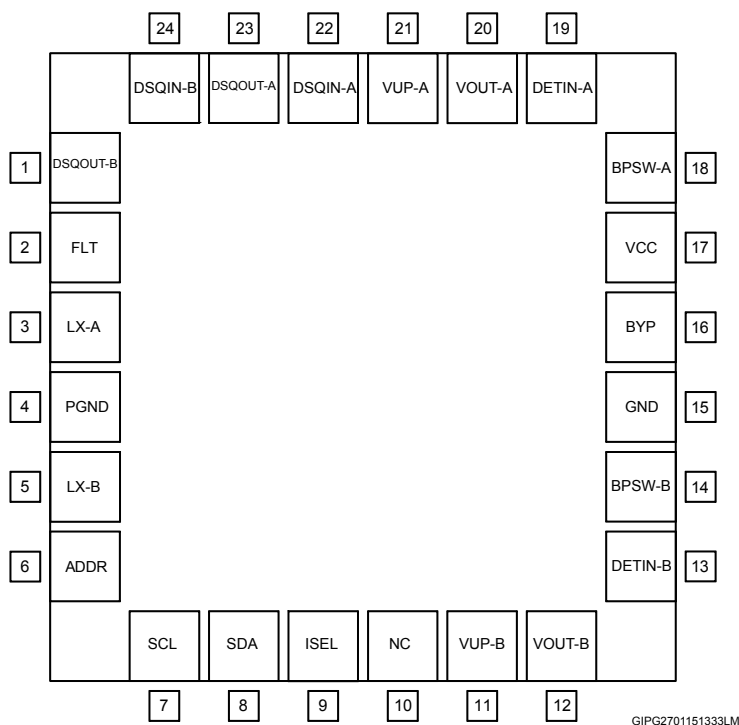 24 23 22 21 20 19
DSQIN-B DSQOUT-A DSQIN-A VUP-A VOUT-A DETIN-A
1 DSQOUT-B BPSW-A 18
2 FLT VCC 17
3 LX-A BYP 16
4 PGND GND 15
5 LX-B BPSW-B 14
6 ADDR DETIN-B 13
SCL SDA ISEL NC VUP-B VOUT-B
7 8 9 10 11 12
GIPG2701151333LM